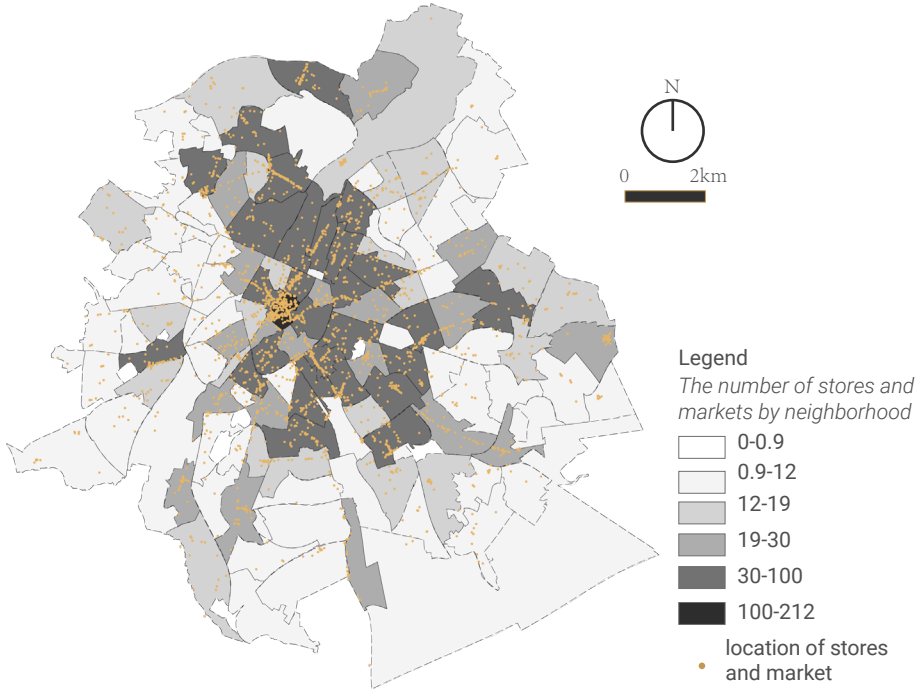 N
0 2km
Legend
The number of stores and
markets by neighborhood
0-0.9
0.9-12
12-19
19-30
30-100
100-212
location of stores
and market